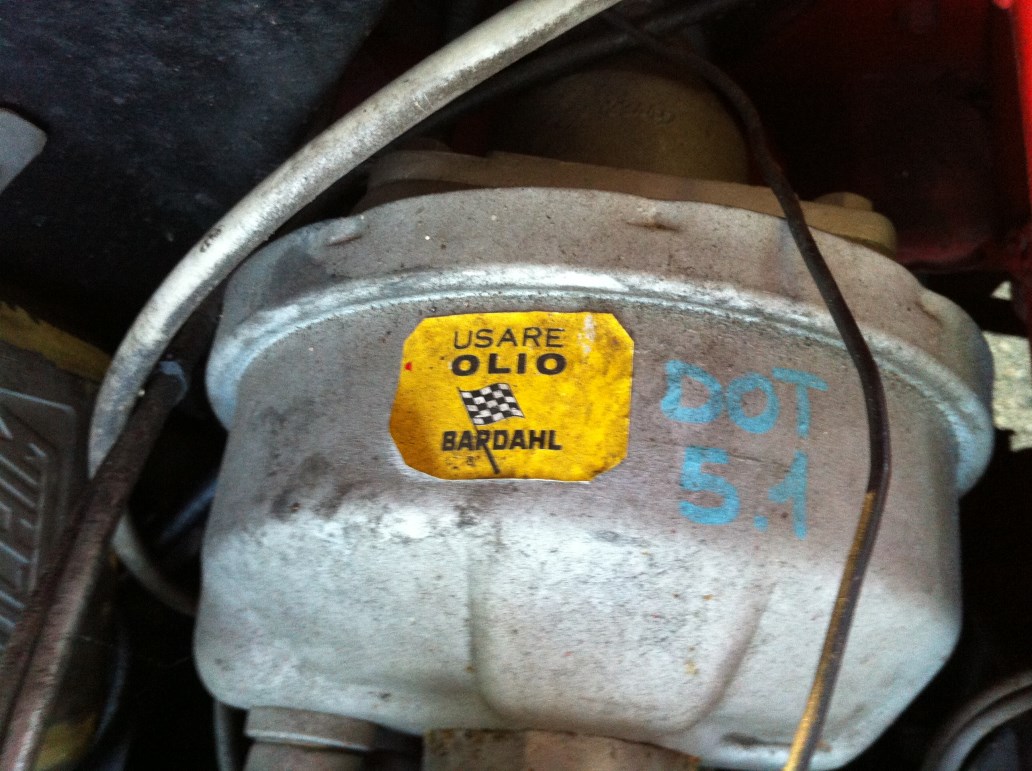 USARE
OLIO
BARDAHL
DOT
5.1